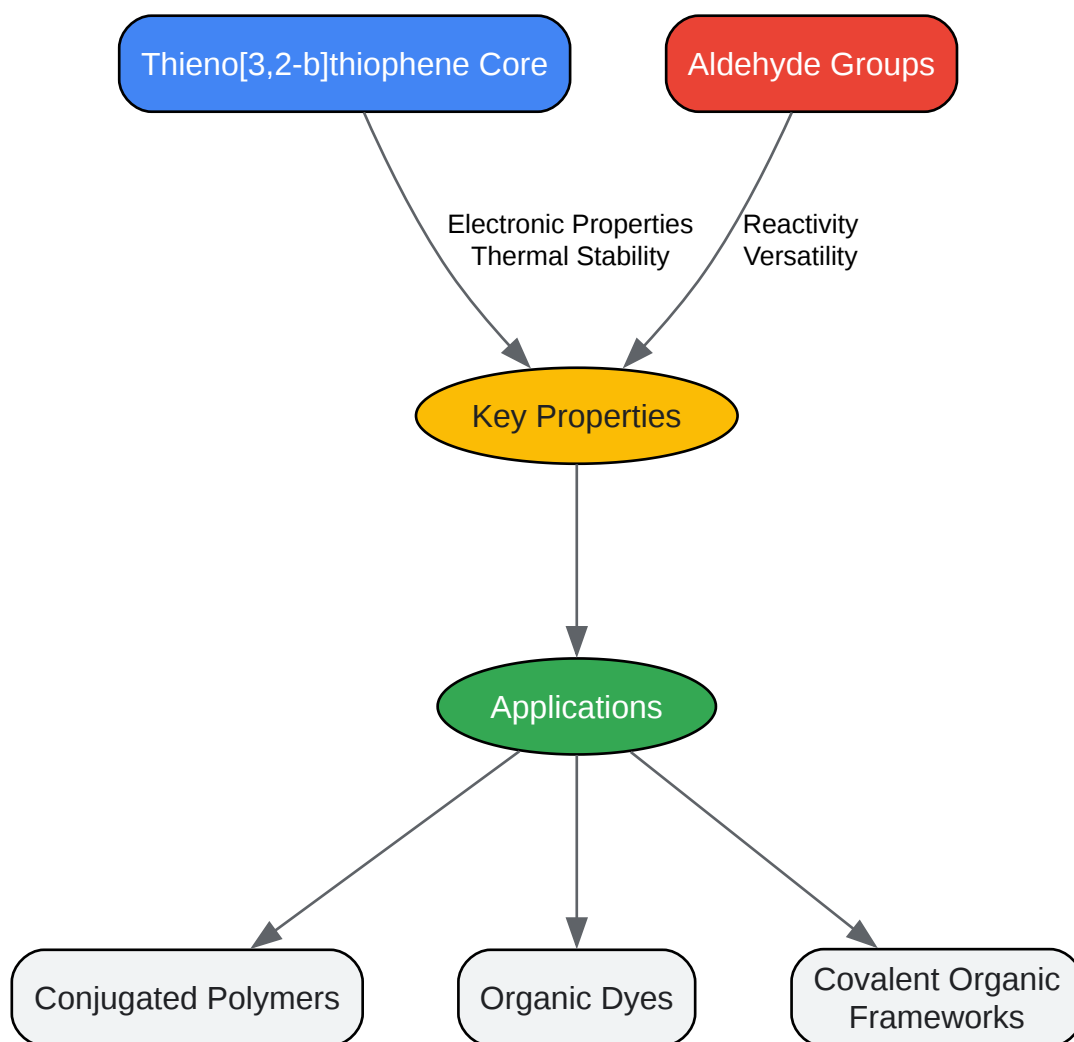 Thieno[3,2-b]thiophene Core
Aldehyde Groups
Electronic Properties
Thermal Stability
Reactivity
Versatility
Key Properties
Applications
Conjugated Polymers
Organic Dyes
Covalent Organic
Frameworks